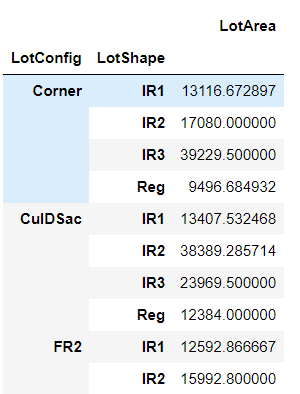 LotArea
LotConfig LotShape
Corner IR1 13116.672897
IR2 17080.000000
IR3 39229.500000
Reg 9496.684932
CulDSac IR1 13407.532468
IR2 38389.285714
IR3 23969.500000
Reg 12384.000000
FR2 IR1 12592.866667
IR2 15992.800000